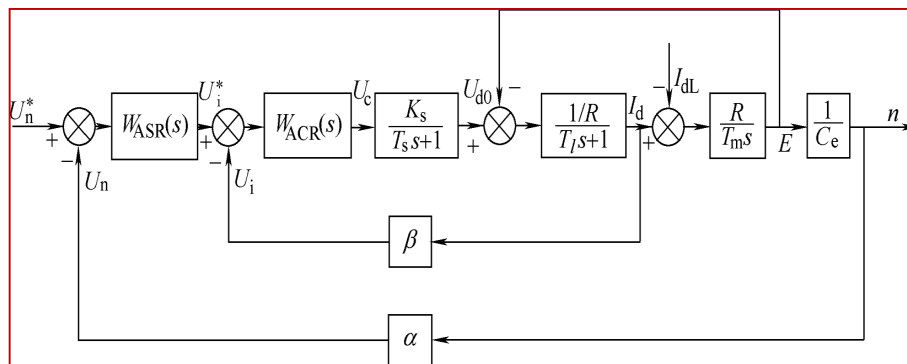 U*n
+
−
Un
WASR(s)
U*i
+
−
Ui
WACR(s)
Uc
Ks
Tss+1
Ud0
−
+
1/R
Tls+1
Id
+
−
IdL
R
Tms
E
1
Ce
n
β
α